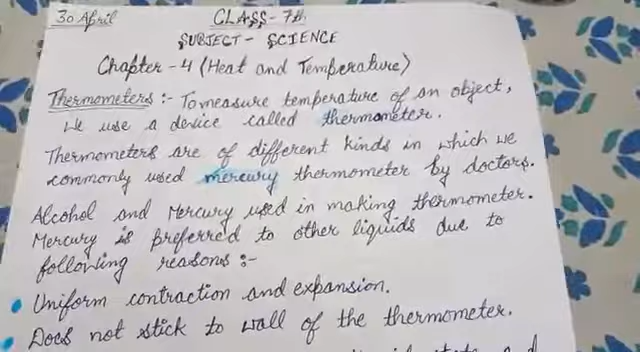 30 April
CLASS - 7th
SUBJECT - SCIENCE
Chapter - 4 (Heat and Temperature)
Thermometers :- To measure temperature of an object,
We use a device called thermometer.
Thermometers are of different kinds in which we
commonly used mercury thermometer by doctors.
Alcohol and Mercury used in making thermometer.
Mercury is preferred to other liquids due to
following reasons :-
• Uniform contraction and expansion.
• Does not stick to wall of the thermometer.